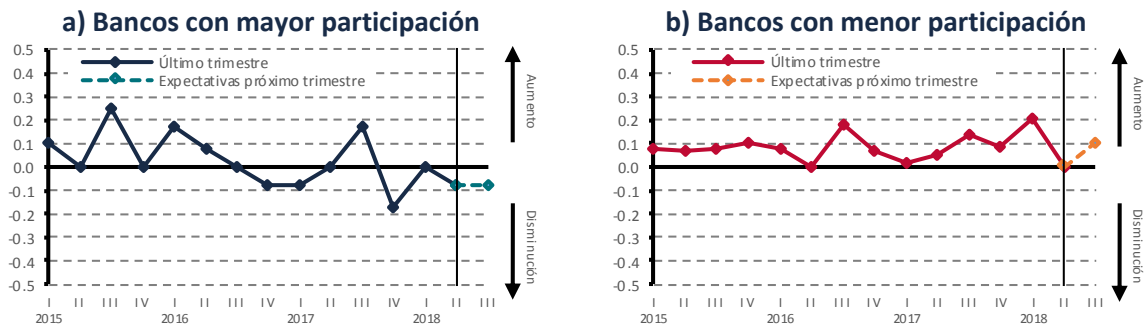 a) Bancos con mayor participación
0.5
0.4
0.3
0.2
0.1
0.0
-0.1
-0.2
-0.3
-0.4
-0.5
Último trimestre
Expectativas próximo trimestre
Aumento
Disminución
I II III IV I II III IV I II III IV I II III
2015 2016 2017 2018
b) Bancos con menor participación
0.5
0.4
0.3
0.2
0.1
0.0
-0.1
-0.2
-0.3
-0.4
-0.5
Último trimestre
Expectativas próximo trimestre
Aumento
Disminución
I II III IV I II III IV I II III IV I II III
2015 2016 2017 2018